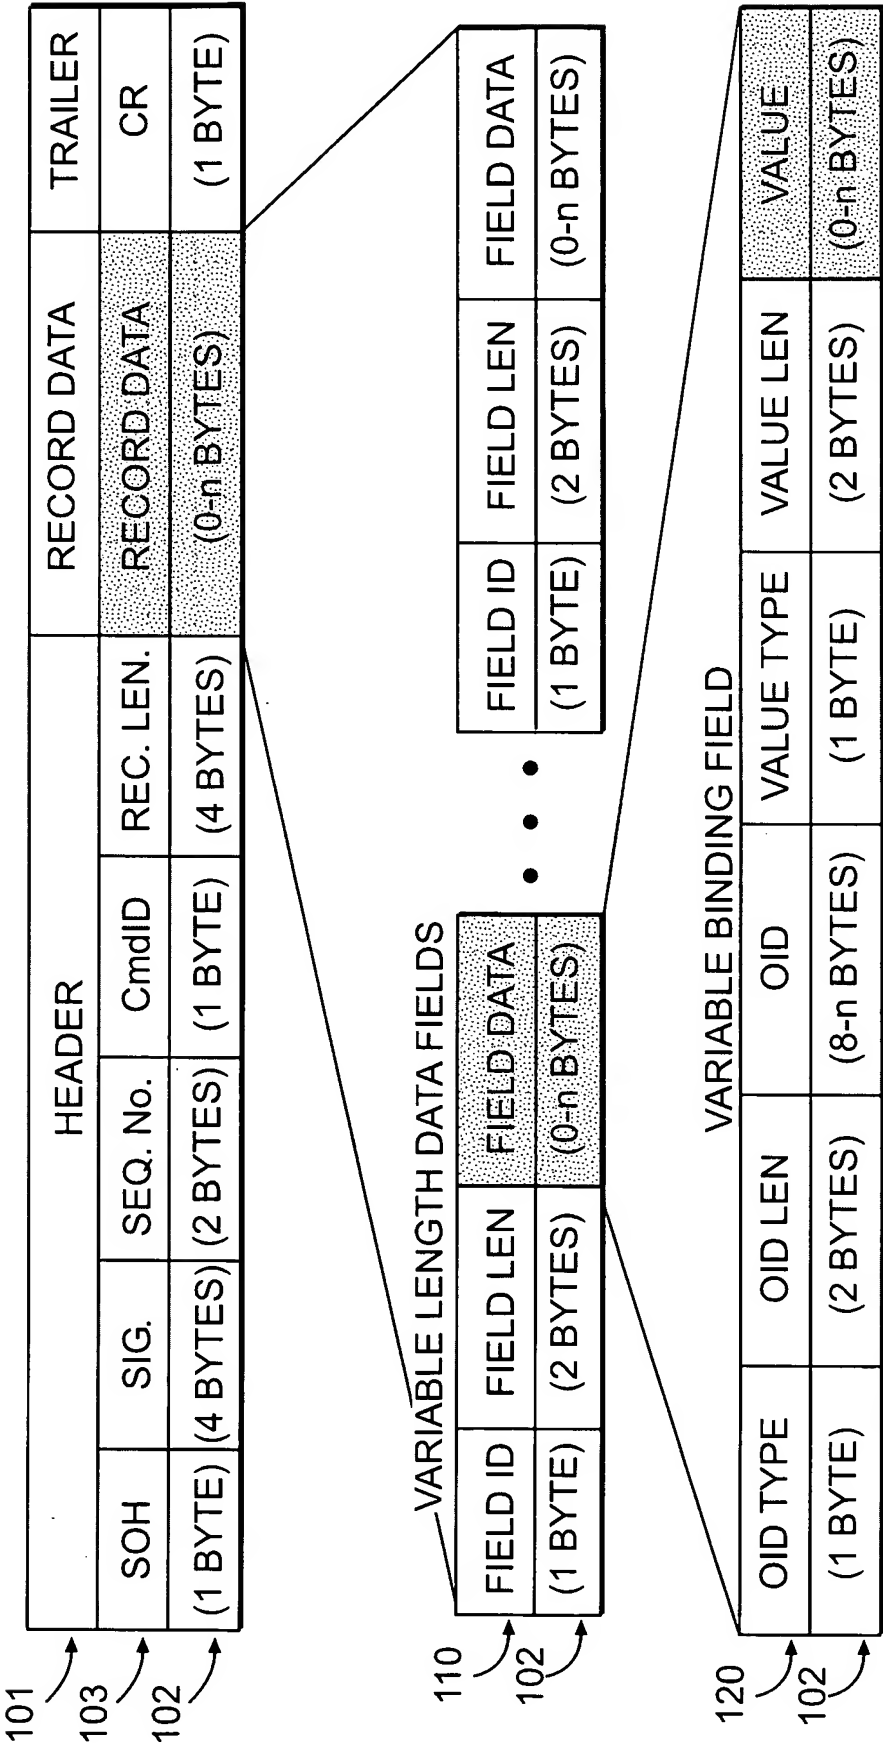 101
HEADER
RECORD DATA
TRAILER
103
SOH
SIG.
SEQ. No.
CmdID
REC. LEN.
RECORD DATA
CR
102
(1 BYTE)
(4 BYTES)
(2 BYTES)
(1 BYTE)
(4 BYTES)
(0-n BYTES)
(1 BYTE)
VARIABLE LENGTH DATA FIELDS
110
FIELD ID
FIELD LEN
FIELD DATA
FIELD ID
FIELD LEN
FIELD DATA
102
(1 BYTE)
(2 BYTES)
(0-n BYTES)
(1 BYTE)
(2 BYTES)
(0-n BYTES)
VARIABLE BINDING FIELD
120
OID TYPE
OID LEN
OID
VALUE TYPE
VALUE LEN
VALUE
102
(1 BYTE)
(2 BYTES)
(8-n BYTES)
(1 BYTE)
(2 BYTES)
(0-n BYTES)